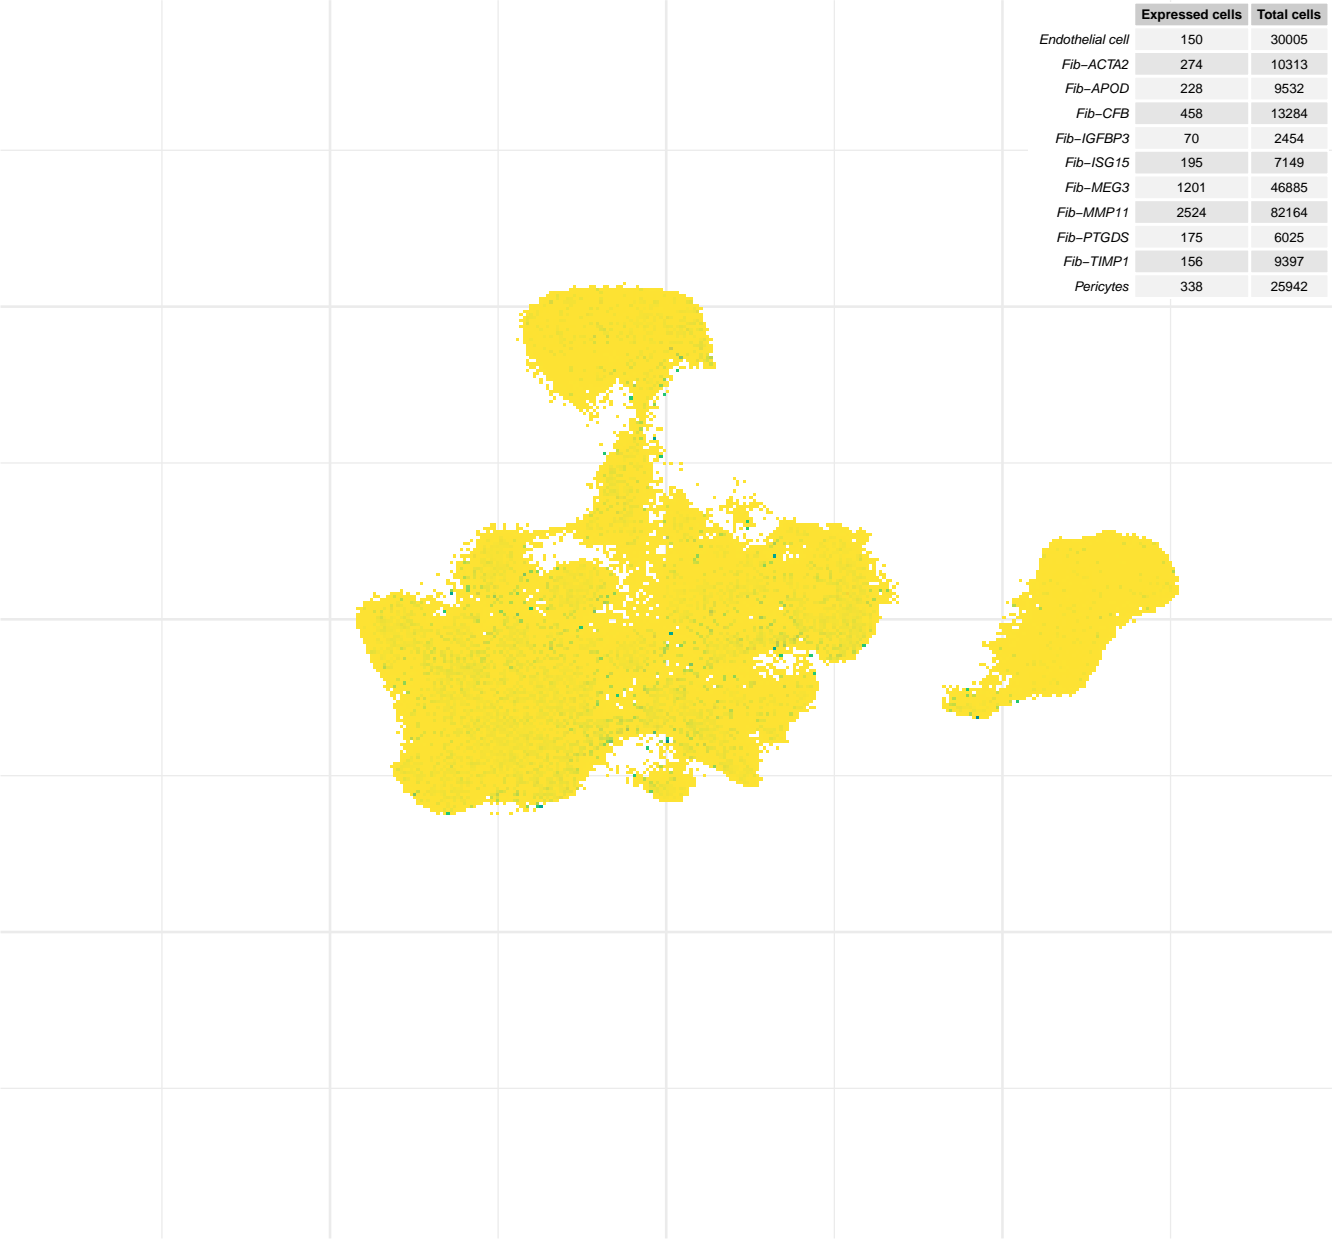 Expressed cells Total cells
Endothelial cell 150 30005
Fib−ACTA2 274 10313
Fib−APOD 228 9532
Fib−CFB 458 13284
Fib−IGFBP3 70 2454
Fib−ISG15 195 7149
Fib−MEG3 1201 46885
Fib−MMP11 2524 82164
Fib−PTGDS 175 6025
Fib−TIMP1 156 9397
Pericytes 338 25942